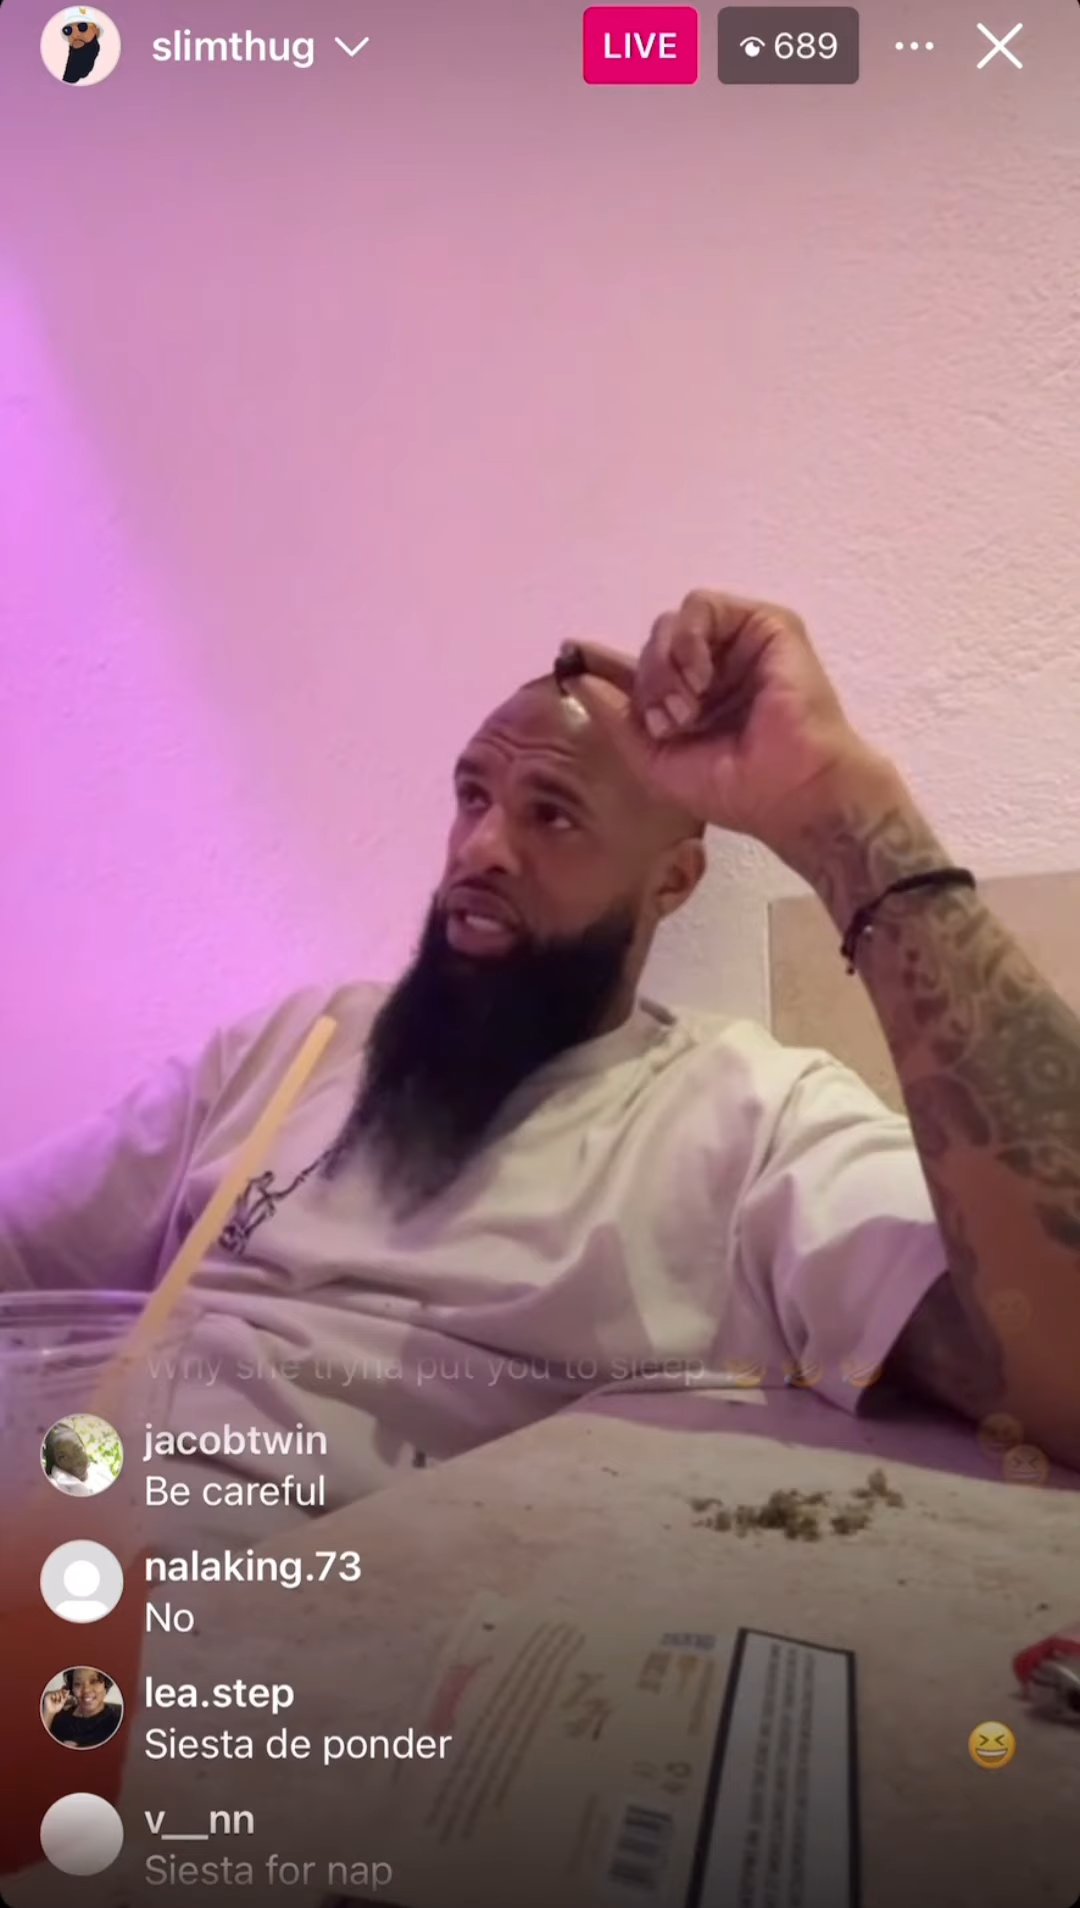 slimthug
LIVE
689
Why she tryna put you to sleep
jacobtwin
Be careful
nalaking.73
No
lea.step
Siesta de ponder
v__nn
Siesta for nap